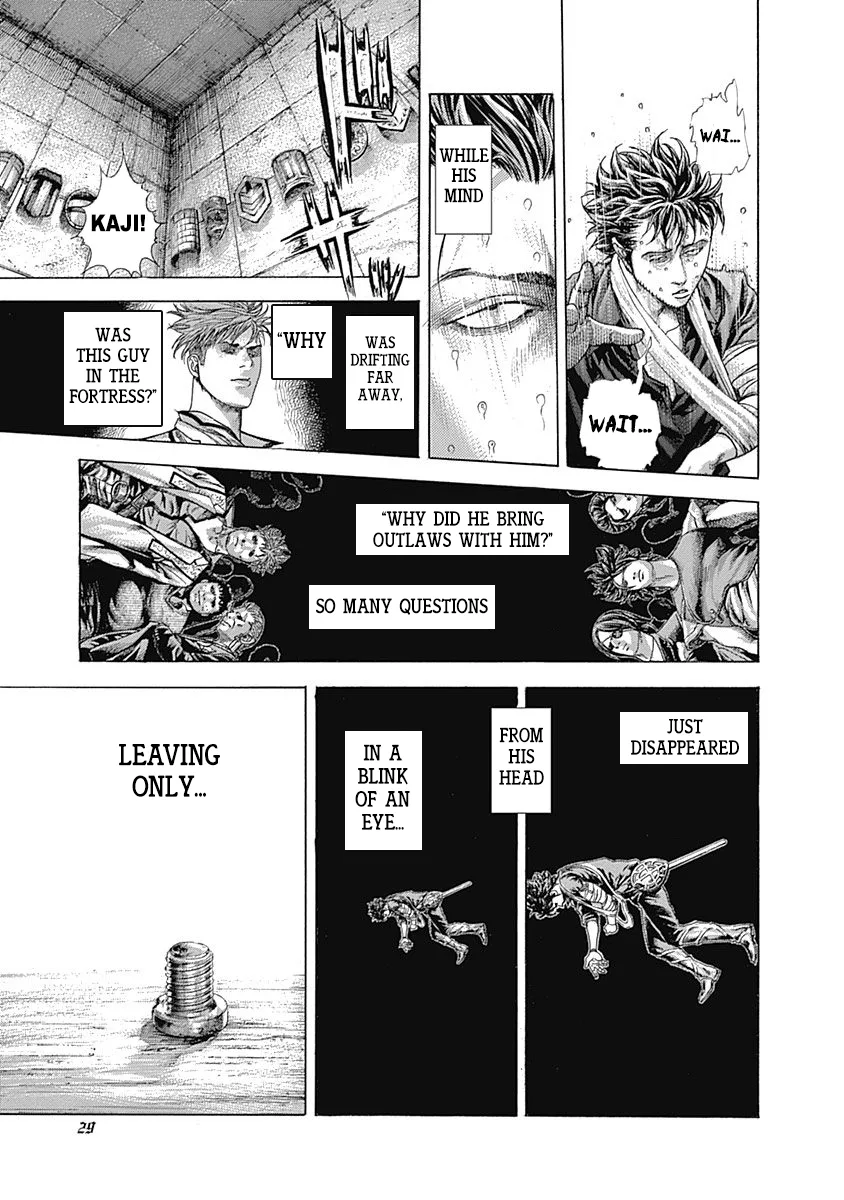 WAI...
WAIT...
WHILE
HIS
MIND
KAJI!
WAS
DRIFTING
FAR
AWAY,
"WHY
WAS
THIS GUY
IN THE
FORTRESS?"
"WHY DID HE BRING
OUTLAWS WITH HIM?"
SO MANY QUESTIONS
JUST
DISAPPEARED
FROM
HIS
HEAD
IN A
BLINK
OF AN
EYE...
LEAVING
ONLY...
29